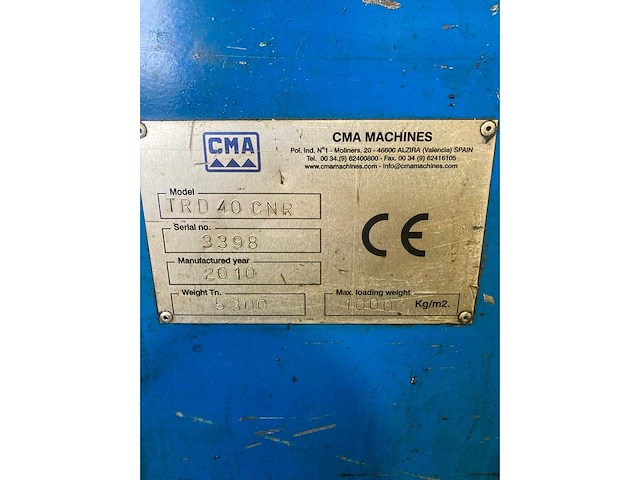 CMA
CMA MACHINES
Pol. Ind. Nº1 - Moliners, 20 - 46600 ALZIRA (Valencia) SPAIN
Tel. 00 34.(9) 62400800 - Fax. 00 34 (9) 62416105
www.cmamachines.com - info@cmamachines.com
Model
TRD 40 CNR
Serial no.
3398
Manufactured year
2010
Weight Tn.
5300
Max. loading weight
1000 Kg/m2.
CE